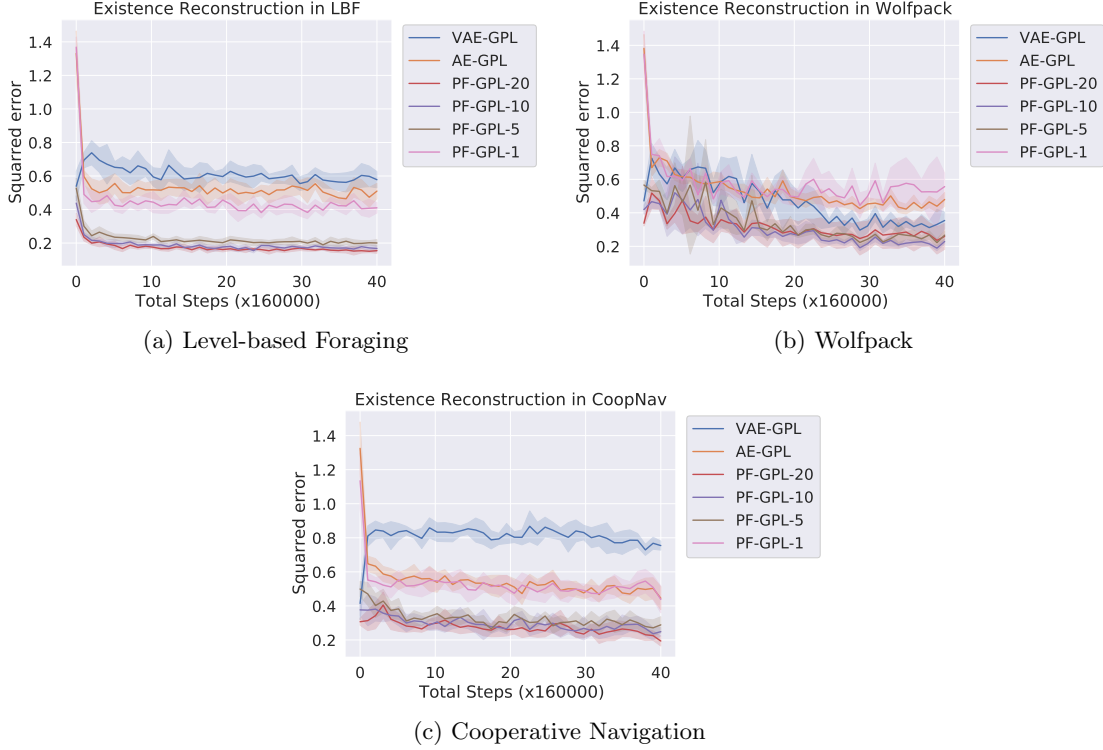 Existence Reconstruction in LBF
Squarred error
1.4
1.2
1.0
0.8
0.6
0.4
0.2
0
10
20
30
40
Total Steps (x160000)
VAE-GPL
AE-GPL
PF-GPL-20
PF-GPL-10
PF-GPL-5
PF-GPL-1
(a) Level-based Foraging
Existence Reconstruction in Wolfpack
Squarred error
1.4
1.2
1.0
0.8
0.6
0.4
0.2
0
10
20
30
40
Total Steps (x160000)
VAE-GPL
AE-GPL
PF-GPL-20
PF-GPL-10
PF-GPL-5
PF-GPL-1
(b) Wolfpack
Existence Reconstruction in CoopNav
Squarred error
1.4
1.2
1.0
0.8
0.6
0.4
0.2
0
10
20
30
40
Total Steps (x160000)
VAE-GPL
AE-GPL
PF-GPL-20
PF-GPL-10
PF-GPL-5
PF-GPL-1
(c) Cooperative Navigation